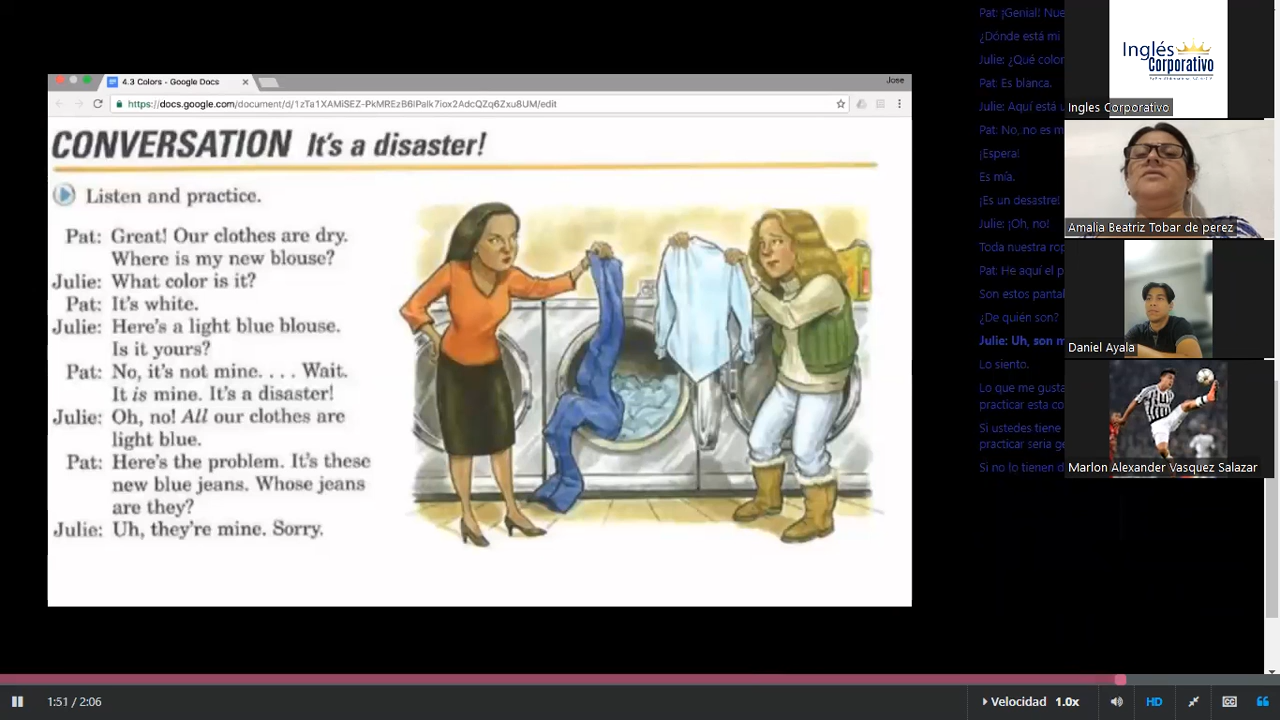 4.3 Colors - Google Docs
Jose
https://docs.google.com/document/d/1zTa1XAMiSEZ-PkMREzB6lPalk7iox2AdcQZq6Zxu8UM/edit
CONVERSATION It's a disaster!
Listen and practice.
Pat: Great! Our clothes are dry.
Where is my new blouse?
Julie: What color is it?
Pat: It's white.
Julie: Here's a light blue blouse.
Is it yours?
Pat: No, it's not mine. . . . Wait.
It is mine. It's a disaster!
Julie: Oh, no! All our clothes are
light blue.
Pat: Here's the problem. It's these
new blue jeans. Whose jeans
are they?
Julie: Uh, they're mine. Sorry.
Pat: ¡Genial! Nue
¿Dónde está mi
Julie: ¿Qué color
Pat: Es blanca.
Julie: Aquí está u
Pat: No, no es m
¡Espera!
Es mía.
¡Es un desastre!
Julie: ¡Oh, no!
Toda nuestra rop
Pat: He aquí el p
Son estos pantal
¿De quién son?
Julie: Uh, son m
Lo siento.
Lo que me gusta
practicar esta co
Si ustedes tiene
practicar seria ge
Si no lo tienen d
Inglés
Corporativo
Ingles Corporativo
Amalia Beatriz Tobar de perez
Daniel Ayala
Marlon Alexander Vasquez Salazar
1:51 / 2:06
Velocidad 1.0x
HD
CC